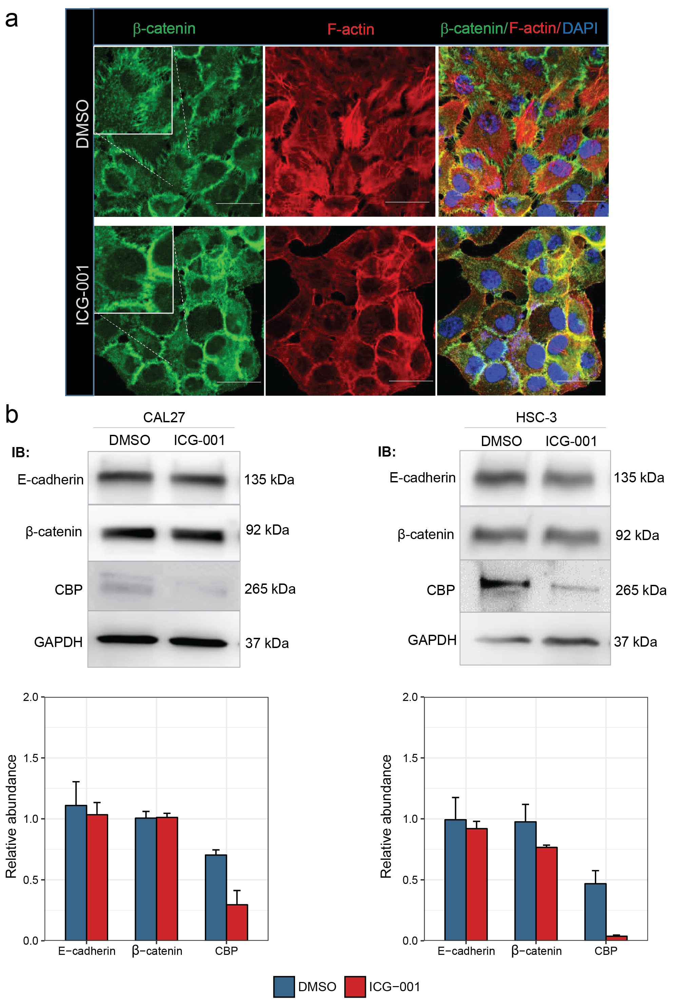 a
β-catenin
F-actin
β-catenin/F-actin/DAPI
DMSO
ICG-001
b
CAL27
DMSO ICG-001
IB:
E-cadherin 135 kDa
β-catenin 92 kDa
CBP 265 kDa
GAPDH 37 kDa
HSC-3
DMSO ICG-001
IB:
E-cadherin 135 kDa
β-catenin 92 kDa
CBP 265 kDa
GAPDH 37 kDa
Relative abundance
2.0
1.5
1.0
0.5
0.0
E−cadherin β−catenin CBP
Relative abundance
2.0
1.5
1.0
0.5
0.0
E−cadherin β−catenin CBP
DMSO ICG−001